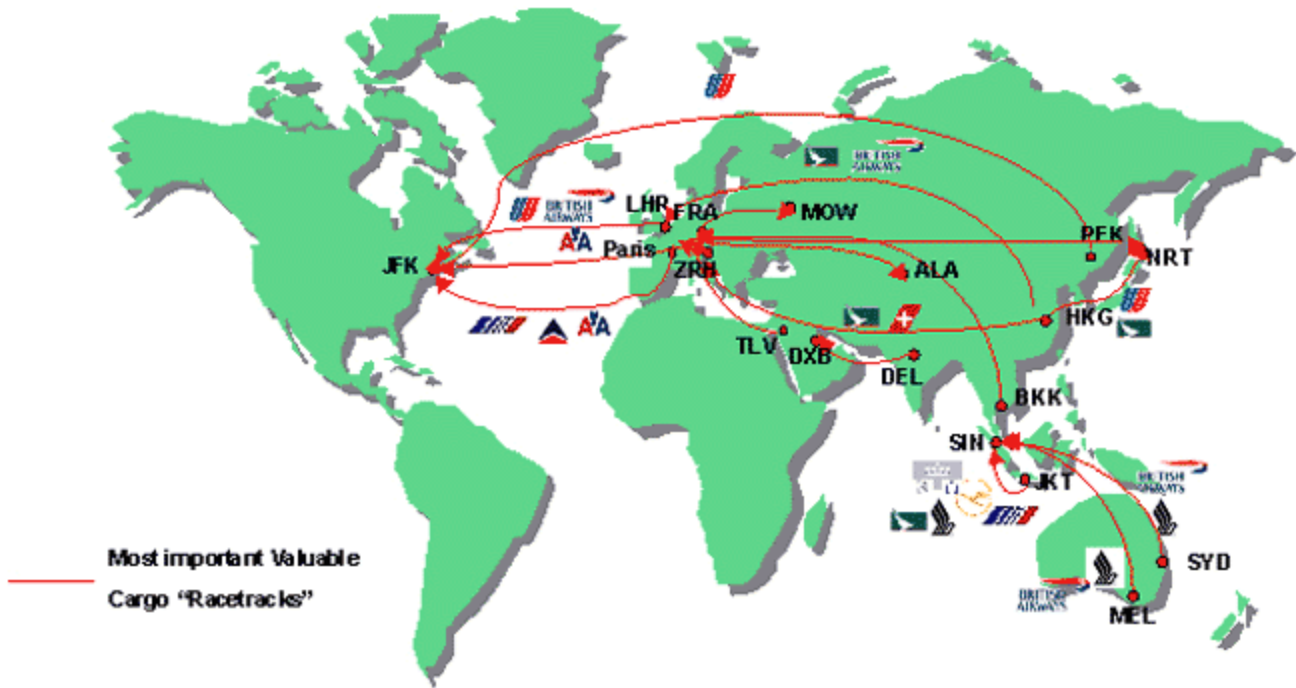 BRITISH
AIRWAYS
LHR
FRA
MOW
BRITISH
AIRWAYS
AA
Paris
PEK
JFK
ZRH
ALA
NRT
HKG
AA
TLV
DXB
DEL
BKK
SIN
JKT
BRITISH
AIRWAYS
Most important Valuable
Cargo “Racetracks”
SYD
BRITISH
AIRWAYS
MEL